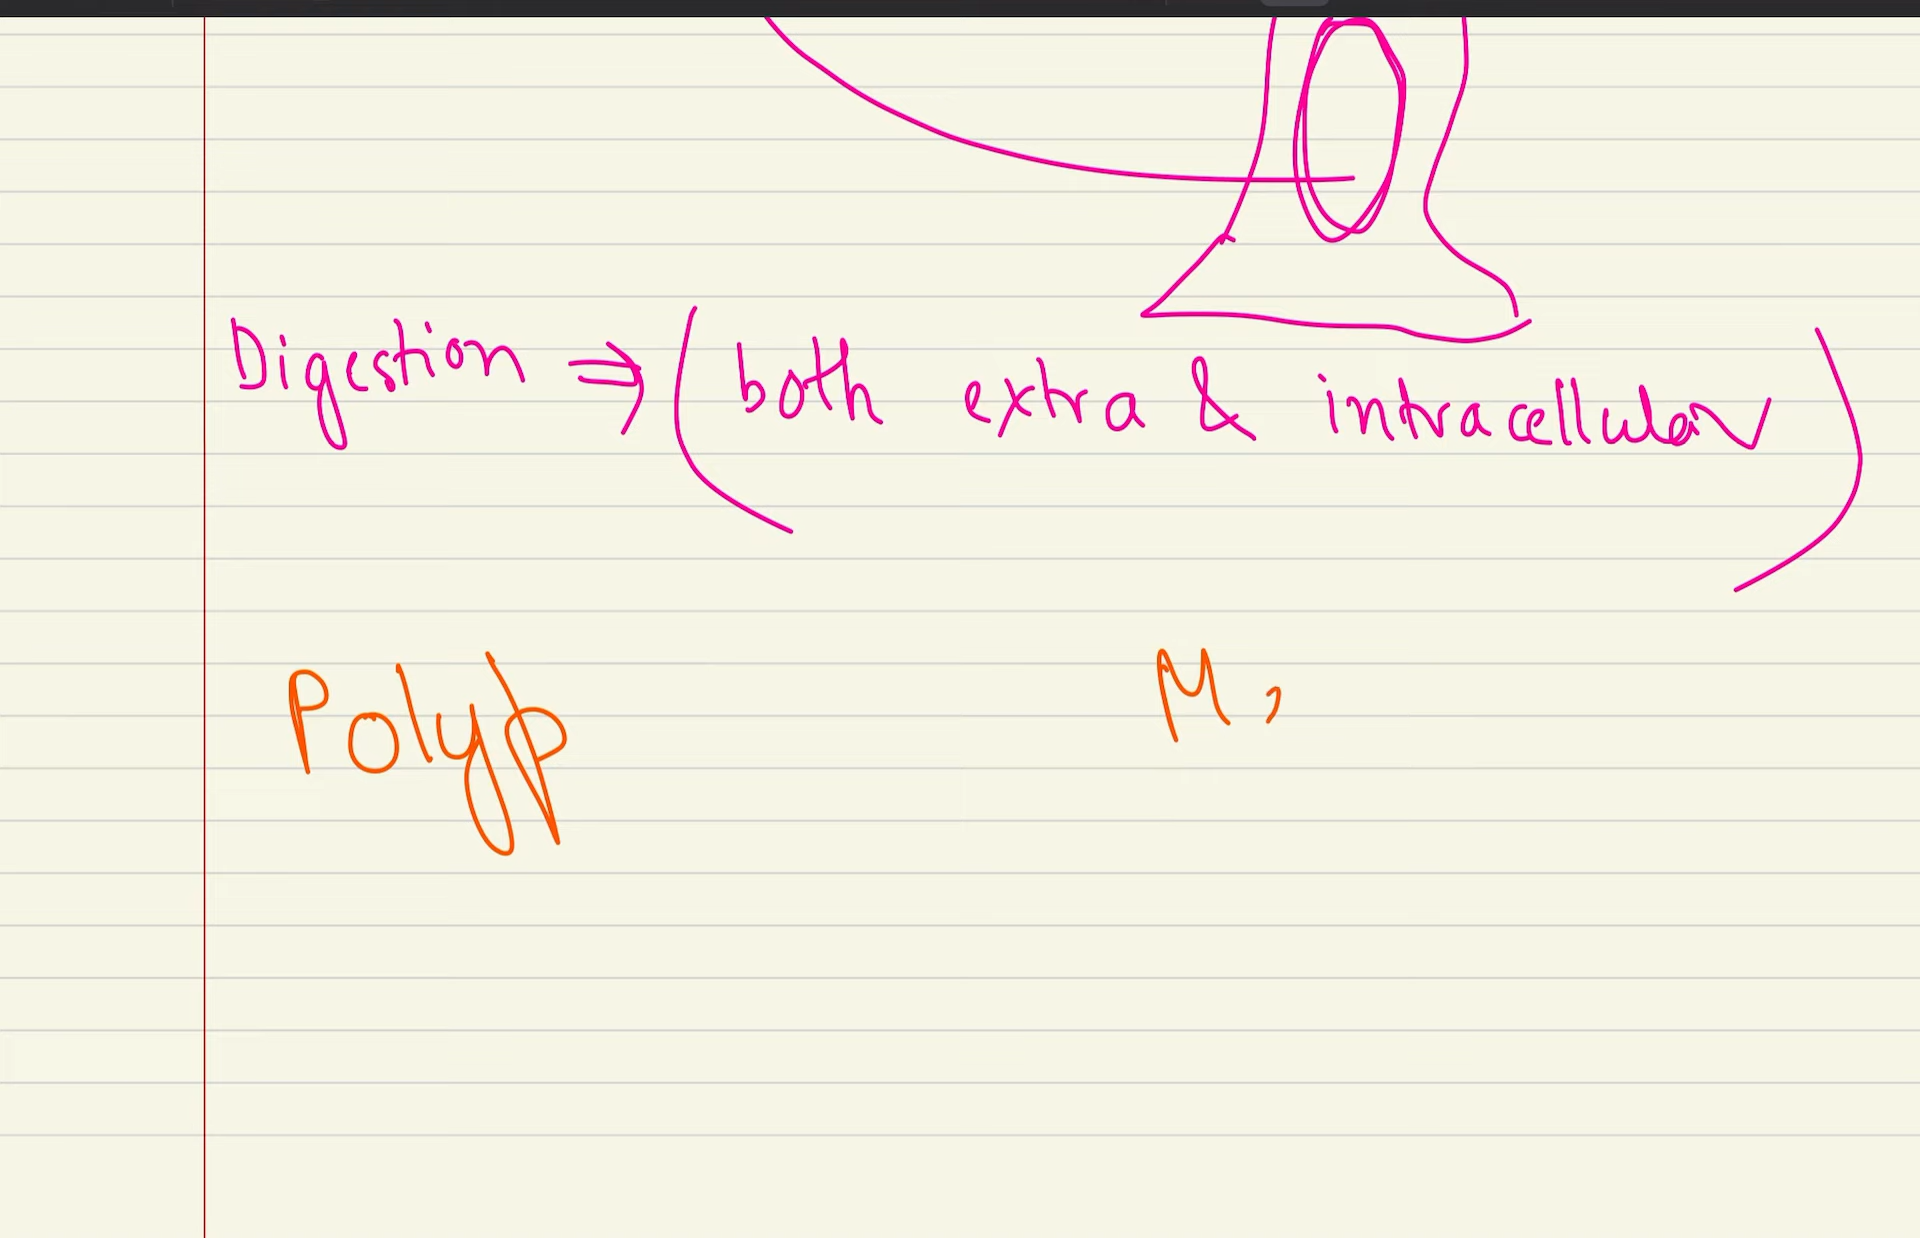 Digestion ⇒ (both extra & intracellular)
Polyp M,